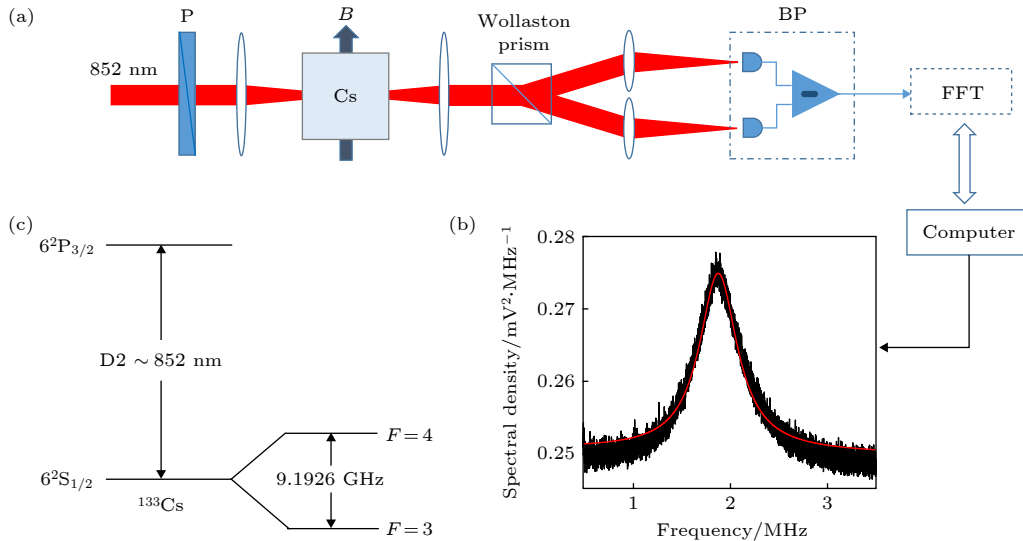 (a)
P
B
Wollaston
prism
BP
852 nm
Cs
FFT
Computer
(c)
6²P₃/₂
D2 ∼ 852 nm
6²S₁/₂
¹³³Cs
F=4
9.1926 GHz
F=3
(b)
Spectral density/mV²·MHz⁻¹
0.28
0.27
0.26
0.25
1
2
3
Frequency/MHz